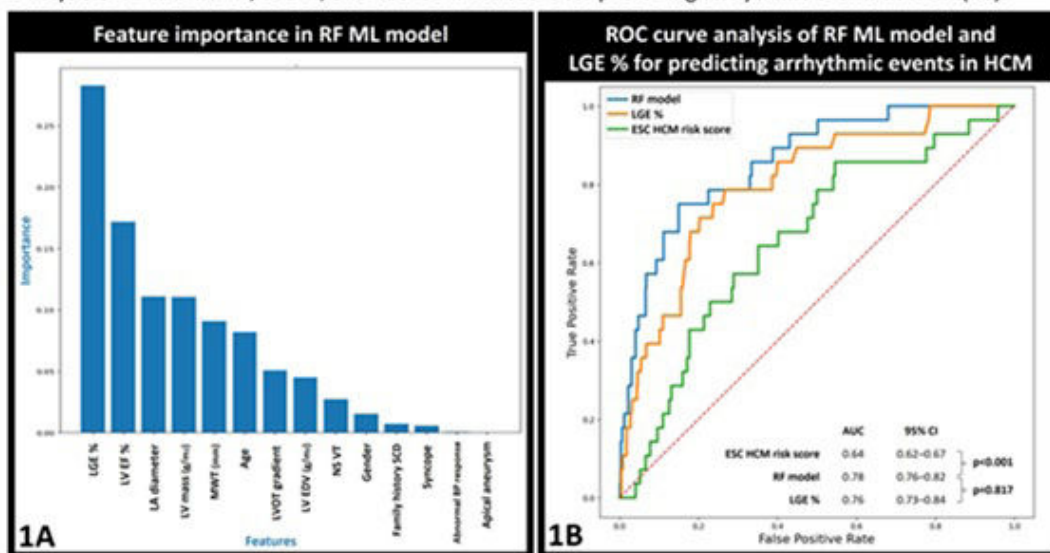 Feature importance in RF ML model
0.25
0.20
0.15
0.10
0.05
0.00
Importance
LGE %
LV EF %
LA diameter
LV mass (g/m²)
MWT (mm)
Age
LVOT gradient
LV EDV (g/m²)
NS VT
Gender
Family history SCD
Syncope
Abnormal BP response
Apical aneurysm
Features
1A
ROC curve analysis of RF ML model and
LGE % for predicting arrhythmic events in HCM
RF model
LGE %
ESC HCM risk score
1.0
0.8
0.6
0.4
0.2
0.0
True Positive Rate
AUC 95% CI
ESC HCM risk score 0.64 0.62–0.67
p<0.001
RF model 0.78 0.76–0.82
p=0.817
LGE % 0.76 0.73–0.84
0.0 0.2 0.4 0.6 0.8 1.0
False Positive Rate
1B